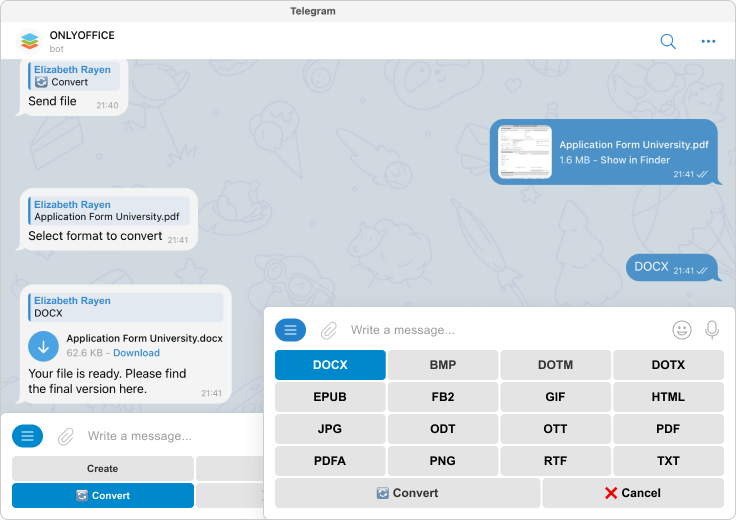 Telegram
ONLYOFFICE
bot
Elizabeth Rayen
Convert
Send file
21:40
Application Form University.pdf
1.6 MB - Show in Finder
21:41
Elizabeth Rayen
Application Form University.pdf
Select format to convert
21:41
DOCX
21:41
Elizabeth Rayen
DOCX
Application Form University.docx
62.6 KB - Download
Your file is ready. Please find
the final version here.
21:41
Write a message...
Create
Convert
Write a message...
DOCX BMP DOTM DOTX
EPUB FB2 GIF HTML
JPG ODT OTT PDF
PDFA PNG RTF TXT
Convert Cancel